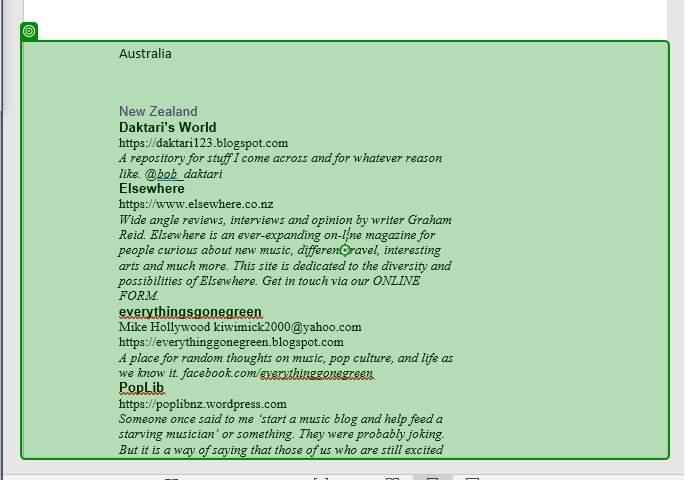 Australia
New Zealand
Daktari's World
https://daktari123.blogspot.com
A repository for stuff I come across and for whatever reason
like. @bob_daktari
Elsewhere
https://www.elsewhere.co.nz
Wide angle reviews, interviews and opinion by writer Graham
Reid. Elsewhere is an ever-expanding on-line magazine for
people curious about new music, different travel, interesting
arts and much more. This site is dedicated to the diversity and
possibilities of Elsewhere. Get in touch via our ONLINE
FORM.
everythingsgonegreen
Mike Hollywood kiwimick2000@yahoo.com
https://everythinggonegreen.blogspot.com
A place for random thoughts on music, pop culture, and life as
we know it. facebook.com/everythinggonegreen
PopLib
https://poplibnz.wordpress.com
Someone once said to me ‘start a music blog and help feed a
starving musician’ or something. They were probably joking.
But it is a way of saying that those of us who are still excited